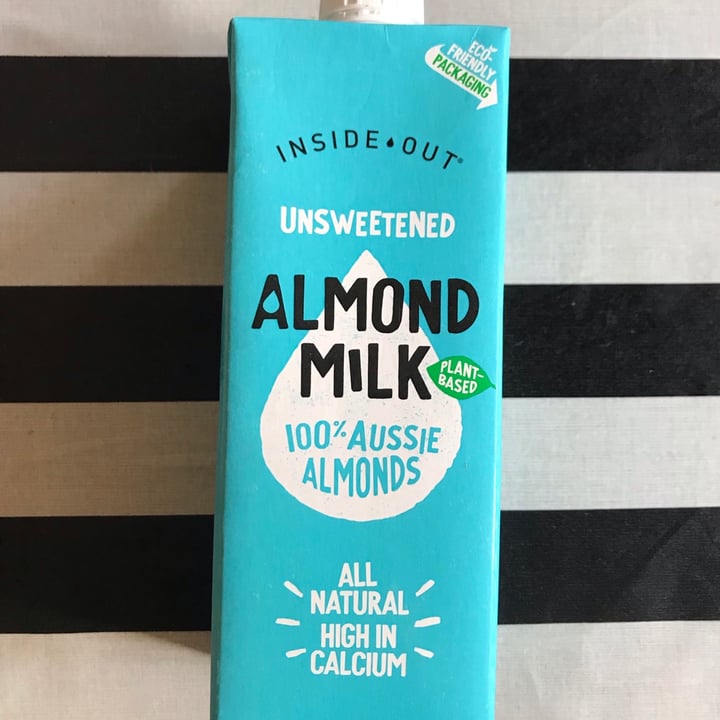 ECO-
FRIENDLY
PACKAGING
INSIDE OUT®
UNSWEETENED
ALMOND
MILK
PLANT-
BASED
100% AUSSIE
ALMONDS
ALL
NATURAL
HIGH IN
CALCIUM